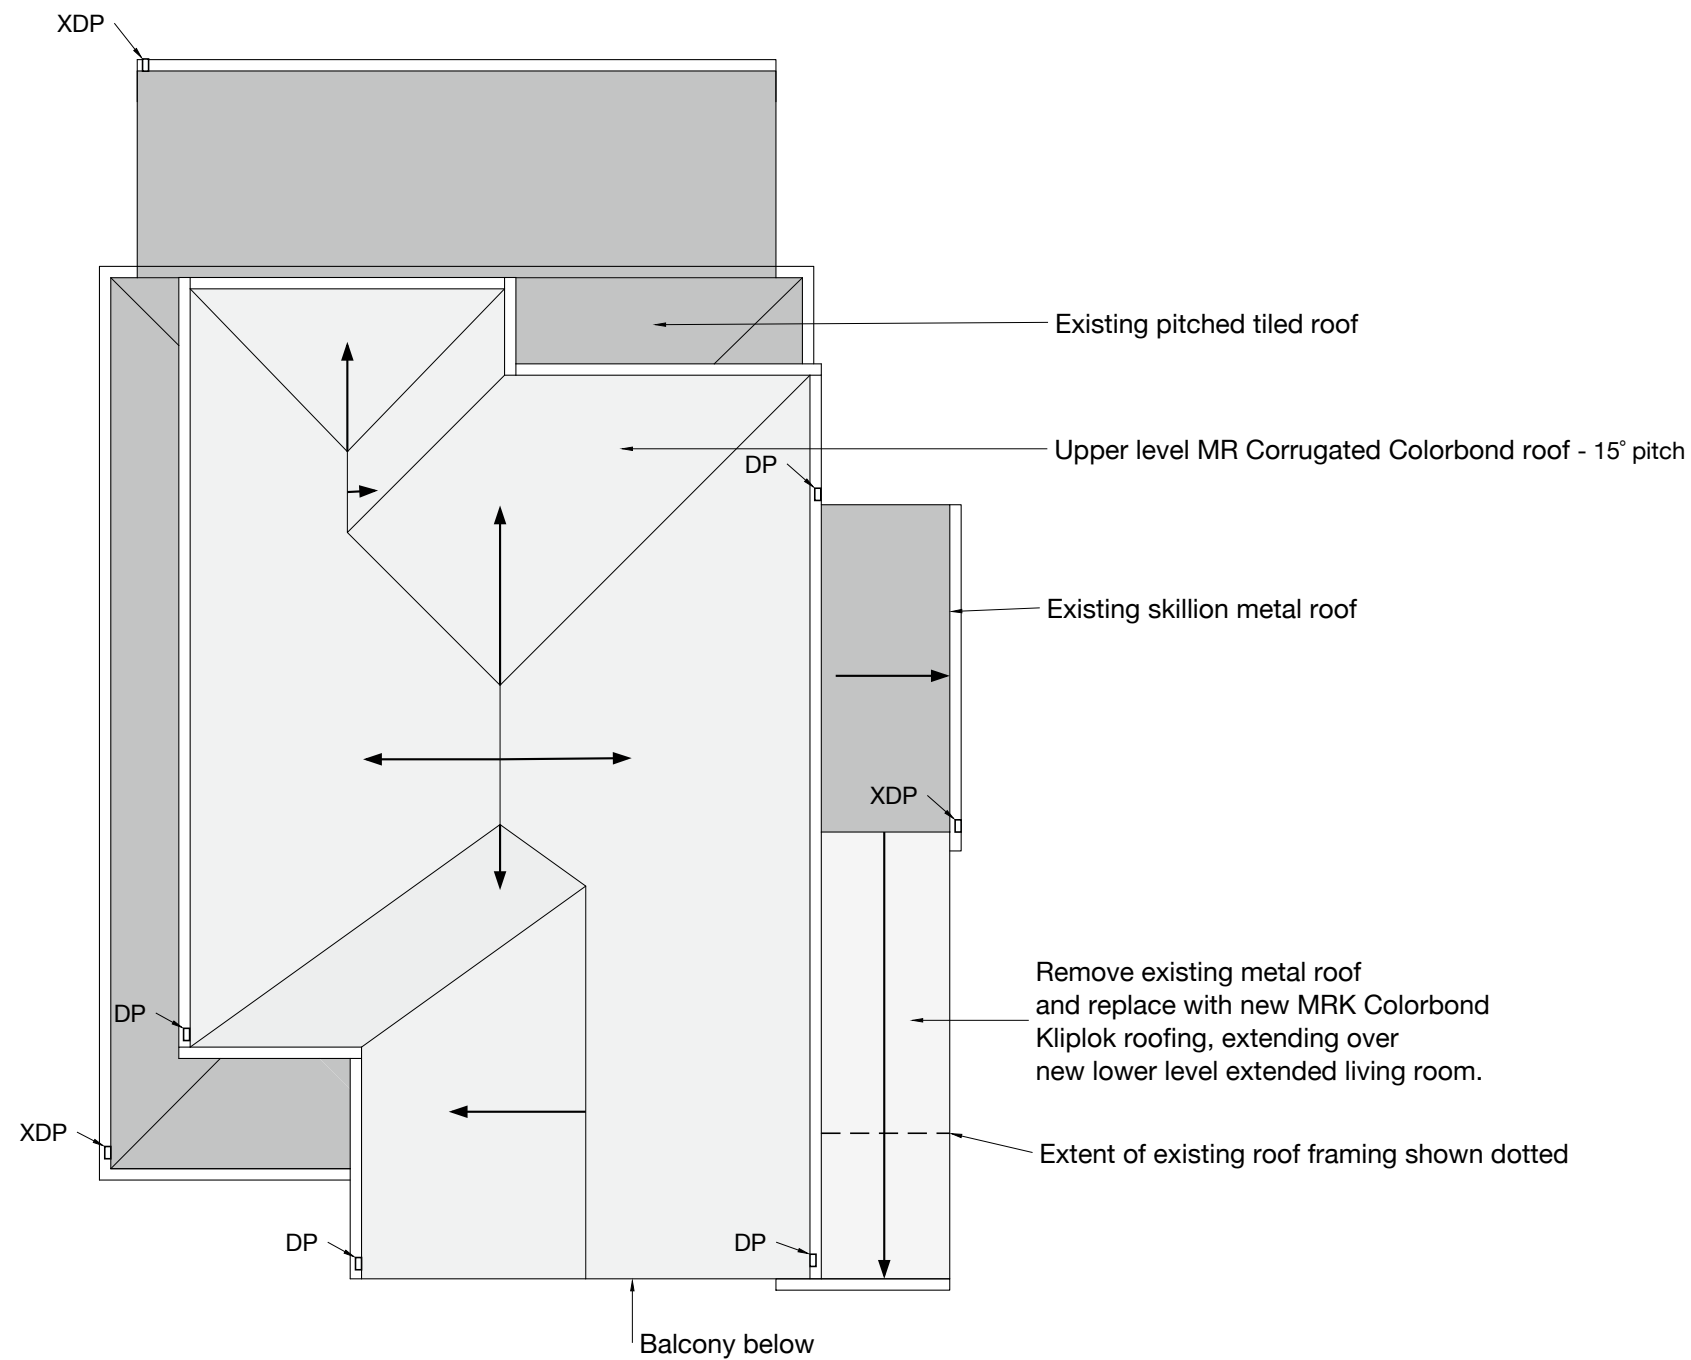 XDP
Existing pitched tiled roof
Upper level MR Corrugated Colorbond roof - 15° pitch
DP
Existing skillion metal roof
XDP
Remove existing metal roof
and replace with new MRK Colorbond
Kliplok roofing, extending over
new lower level extended living room.
DP
XDP
Extent of existing roof framing shown dotted
DP
DP
Balcony below